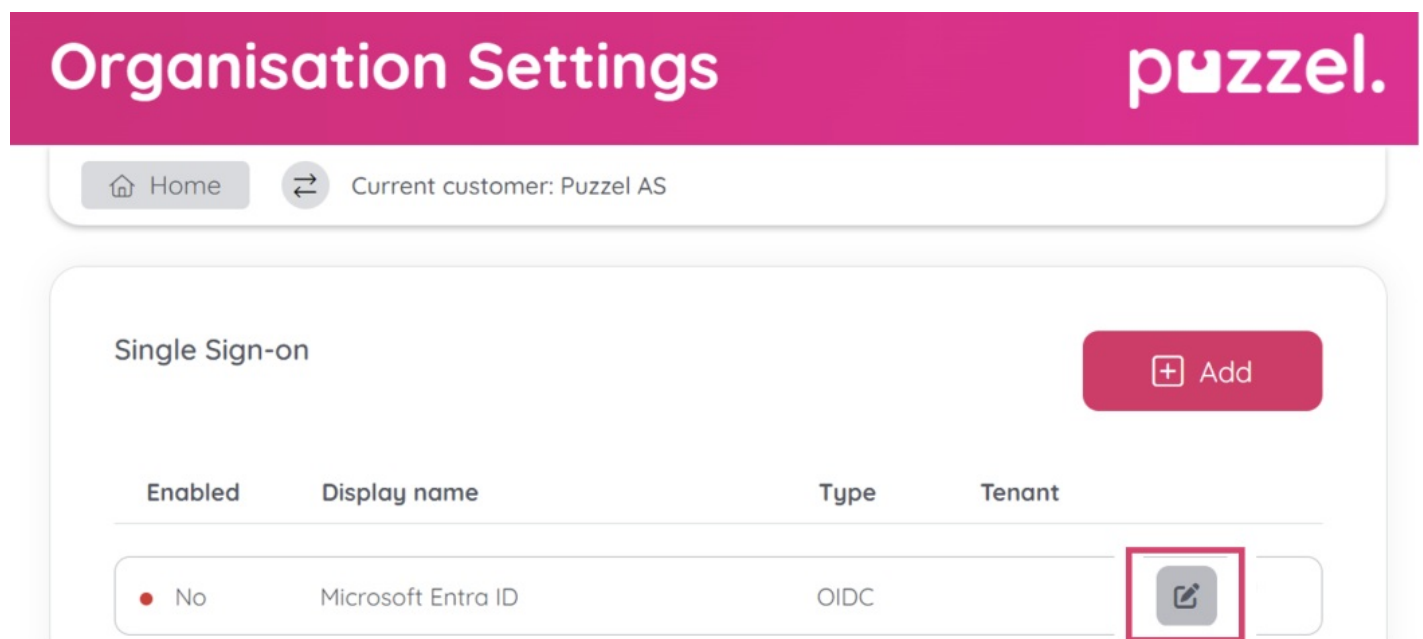 Organisation Settings
puzzel.
Home
Current customer: Puzzel AS
Single Sign-on
Add
Enabled Display name Type Tenant
No Microsoft Entra ID OIDC